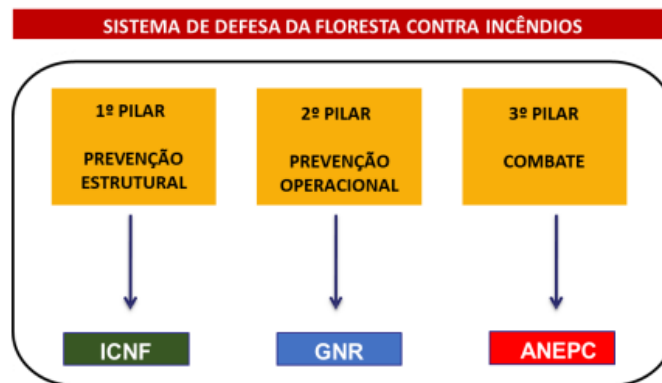 SISTEMA DE DEFESA DA FLORESTA CONTRA INCÊNDIOS
1º PILAR
PREVENÇÃO
ESTRUTURAL
2º PILAR
PREVENÇÃO
OPERACIONAL
3º PILAR
COMBATE
ICNF
GNR
ANEPC